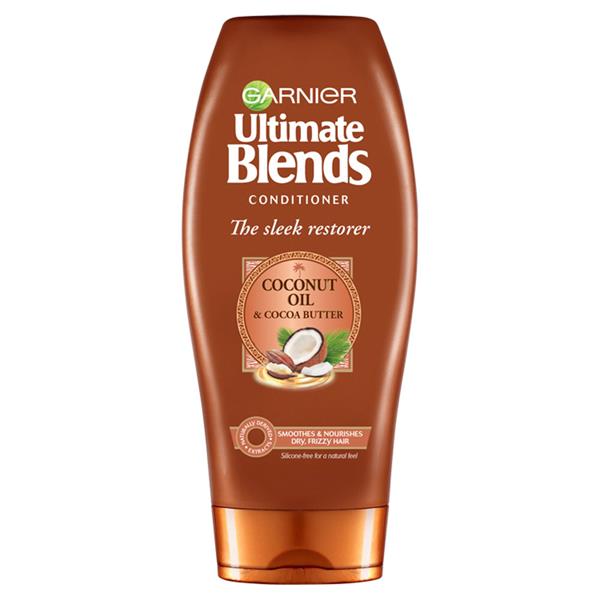 GARNIER
Ultimate
Blends
CONDITIONER
The sleek restorer
COCONUT
OIL
& COCOA BUTTER
NATURALLY DERIVED
EXTRACTS
SMOOTHES & NOURISHES
DRY, FRIZZY HAIR
Silicone-free for a natural feel